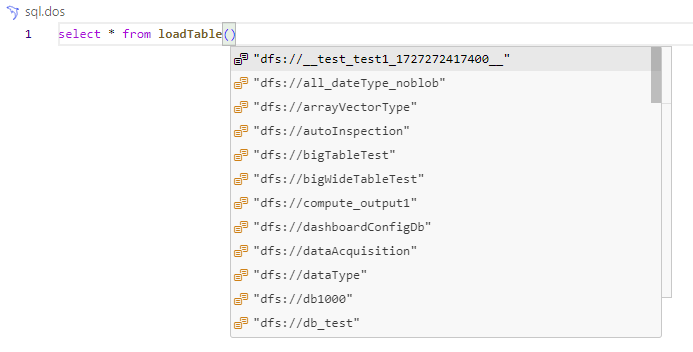 sql.dos
1 select * from loadTable()
"dfs://__test_test1_1727272417400__"
"dfs://all_dateType_noblob"
"dfs://arrayVectorType"
"dfs://autoInspection"
"dfs://bigTableTest"
"dfs://bigWideTableTest"
"dfs://compute_output1"
"dfs://dashboardConfigDb"
"dfs://dataAcquisition"
"dfs://dataType"
"dfs://db1000"
"dfs://db_test"